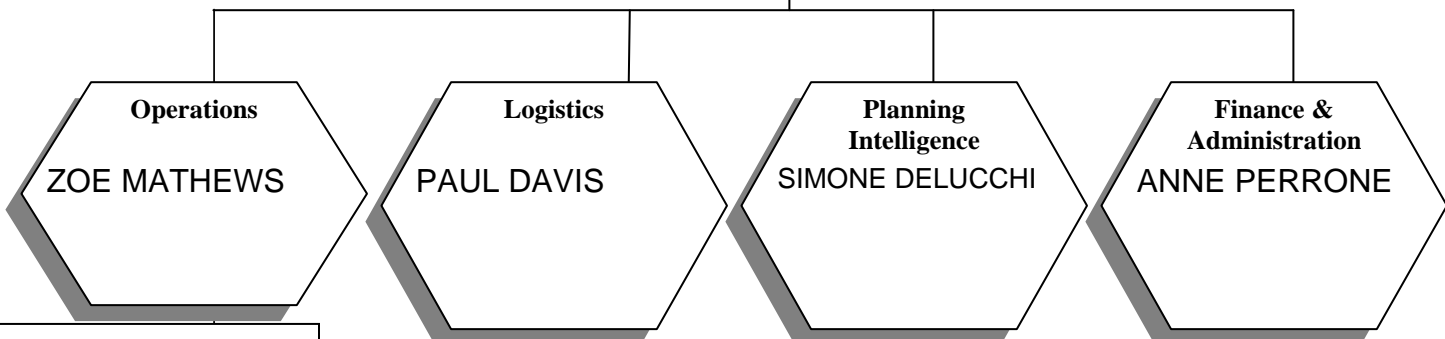 Operations
ZOE MATHEWS
Logistics
PAUL DAVIS
Planning
Intelligence
SIMONE DELUCCHI
Finance &
Administration
ANNE PERRONE